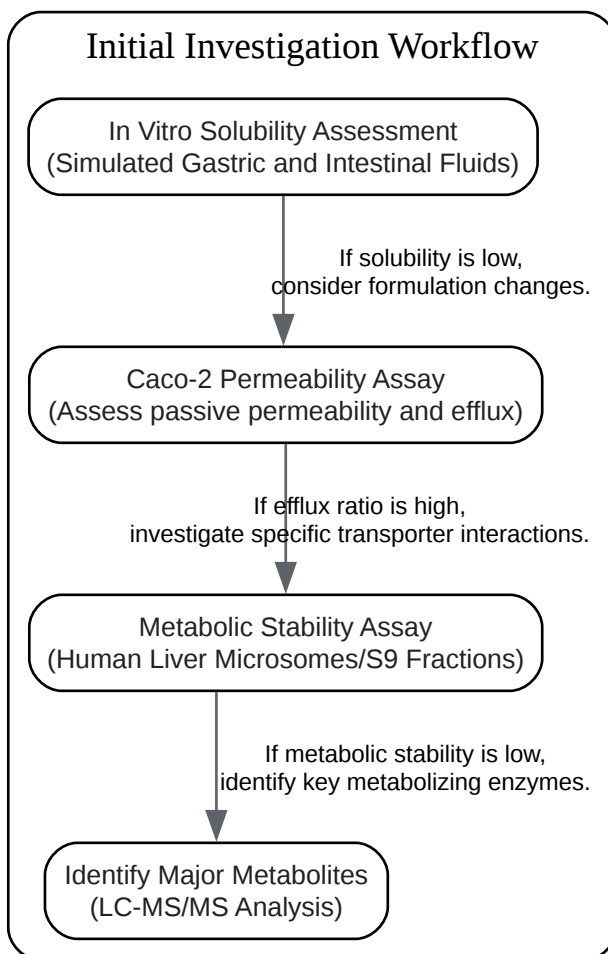 Initial Investigation Workflow
In Vitro Solubility Assessment
(Simulated Gastric and Intestinal Fluids)
If solubility is low,
consider formulation changes.
Caco-2 Permeability Assay
(Assess passive permeability and efflux)
If efflux ratio is high,
investigate specific transporter interactions.
Metabolic Stability Assay
(Human Liver Microsomes/S9 Fractions)
If metabolic stability is low,
identify key metabolizing enzymes.
Identify Major Metabolites
(LC-MS/MS Analysis)